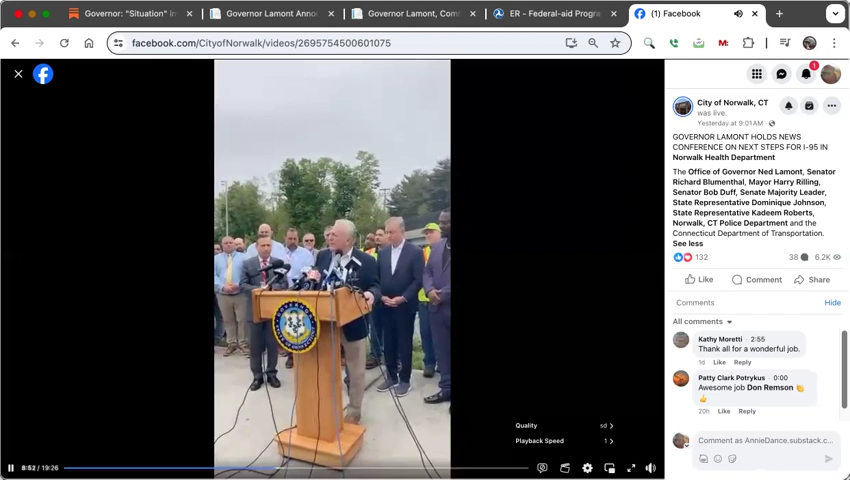 Governor: "Situation" In
Governor Lamont Anno
Governor Lamont, Com
ER - Federal-aid Progra
(1) Facebook
facebook.com/CityofNorwalk/videos/2695754500601075
1
City of Norwalk, CT
was live.
Yesterday at 9:01 AM
GOVERNOR LAMONT HOLDS NEWS
CONFERENCE ON NEXT STEPS FOR I-95 IN
Norwalk Health Department
The Office of Governor Ned Lamont, Senator
Richard Blumenthal, Mayor Harry Rilling,
Senator Bob Duff, Senate Majority Leader,
State Representative Dominique Johnson,
State Representative Kadeem Roberts,
Norwalk, CT Police Department and the
Connecticut Department of Transportation.
See less
132
38
6.2K
Like
Comment
Share
Comments
Hide
All comments
Kathy Moretti · 2:55
Thank all for a wonderful job.
1d Like Reply
Patty Clark Potrykus · 0:00
Awesome job Don Remson
20h Like Reply
Comment as AnnieDance.substack.c...
Quality sd
Playback Speed 1
8:52 / 19:26